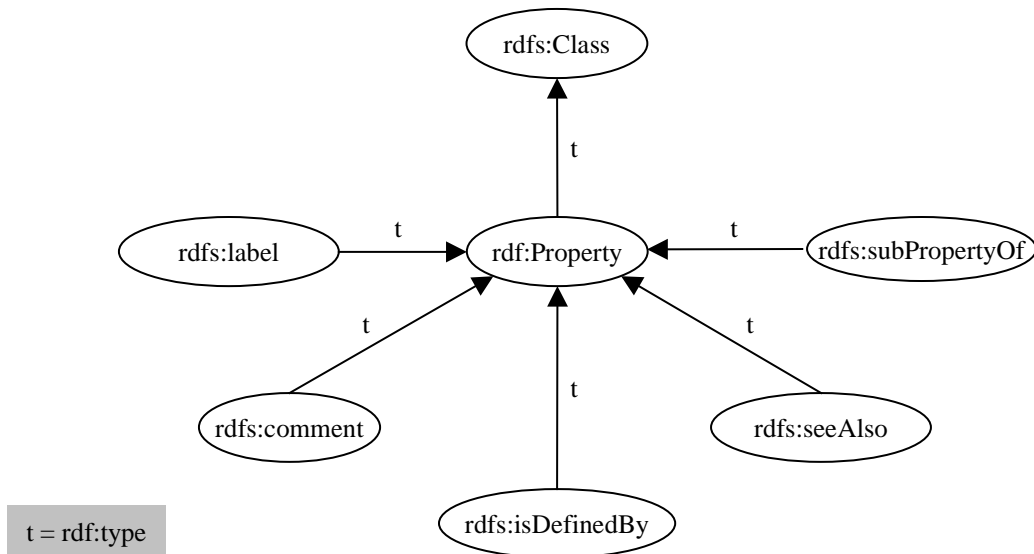 rdfs:Class
t
rdfs:label
t
rdf:Property
t
rdfs:subPropertyOf
t
t
t
rdfs:comment
rdfs:seeAlso
rdfs:isDefinedBy
t = rdf:type